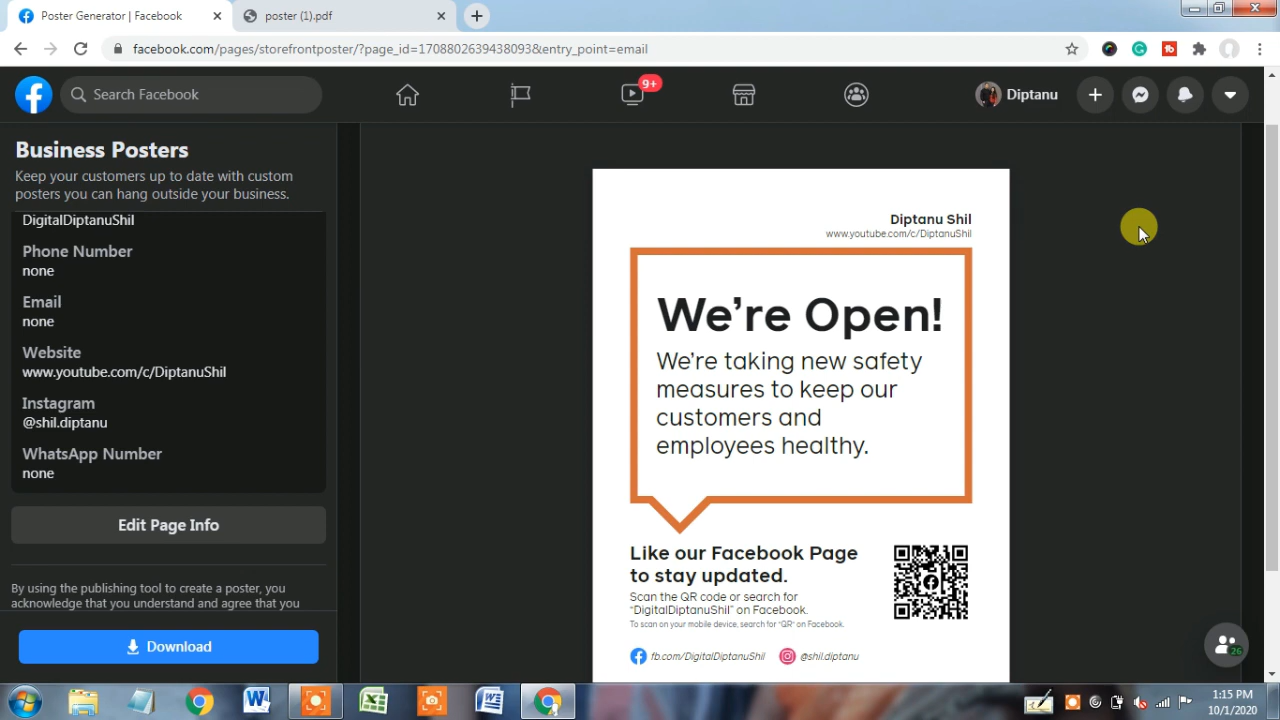 Poster Generator | Facebook
poster (1).pdf
facebook.com/pages/storefrontposter/?page_id=1708802639438093&entry_point=email
Search Facebook
9+
Diptanu
Business Posters
Keep your customers up to date with custom
posters you can hang outside your business.
DigitalDiptanuShil
Phone Number
none
Email
none
Website
www.youtube.com/c/DiptanuShil
Instagram
@shil.diptanu
WhatsApp Number
none
Edit Page Info
By using the publishing tool to create a poster, you
acknowledge that you understand and agree that you
Download
Diptanu Shil
www.youtube.com/c/DiptanuShil
We're Open!
We're taking new safety
measures to keep our
customers and
employees healthy.
Like our Facebook Page
to stay updated.
Scan the QR code or search for
"DigitalDiptanuShil" on Facebook.
To scan on your mobile device, search for "QR" on Facebook.
fb.com/DigitalDiptanuShil
@shil.diptanu
26
1:15 PM
10/1/2020